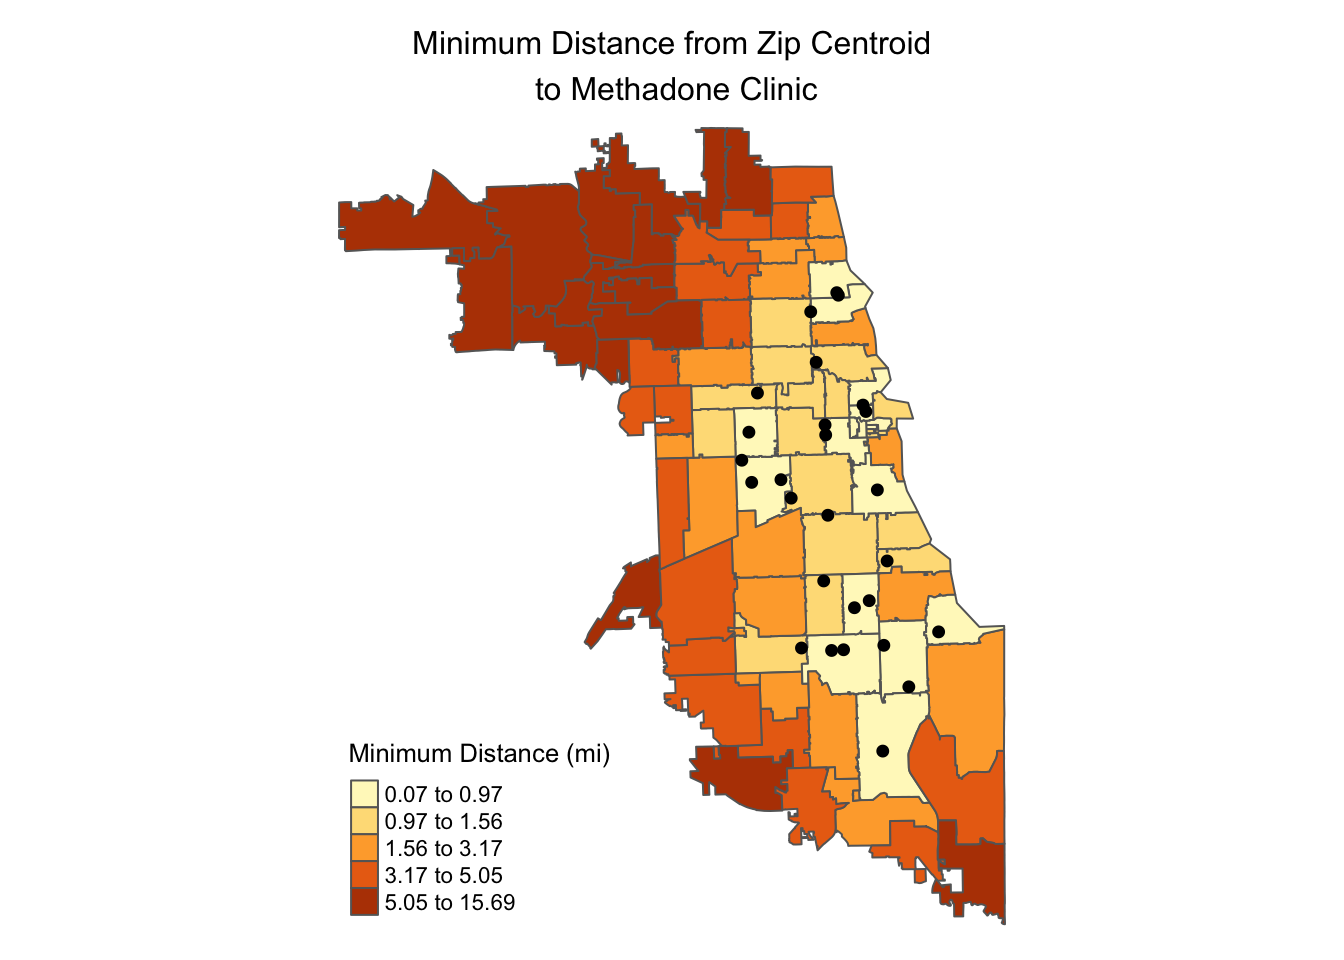 Minimum Distance from Zip Centroid
to Methadone Clinic
Minimum Distance (mi)
0.07 to 0.97
0.97 to 1.56
1.56 to 3.17
3.17 to 5.05
5.05 to 15.69